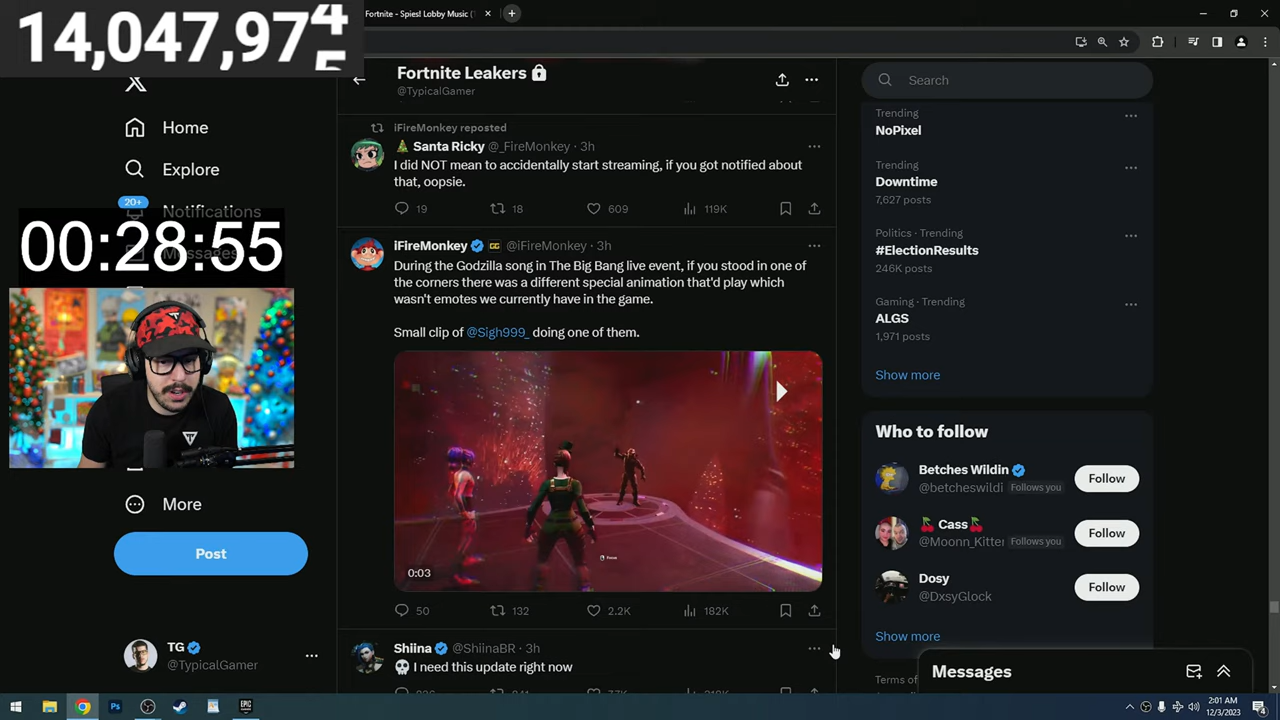 14,047,97
Fortnite - Spies! Lobby Music (
Fortnite Leakers
@TypicalGamer
Search
Home
Explore
20+
Notifications
00:28:55
More
Post
TG
@TypicalGamer
iFireMonkey reposted
Santa Ricky @_FireMonkey · 3h
I did NOT mean to accidentally start streaming, if you got notified about
that, oopsie.
19 18 609 119K
iFireMonkey GG @iFireMonkey · 3h
During the Godzilla song in The Big Bang live event, if you stood in one of
the corners there was a different special animation that'd play which
wasn't emotes we currently have in the game.
Small clip of @Sigh999_ doing one of them.
0:03
50 132 2.2K 182K
Shiina @ShiinaBR · 3h
I need this update right now
Trending
NoPixel
Trending
Downtime
7,627 posts
Politics · Trending
#ElectionResults
246K posts
Gaming · Trending
ALGS
1,971 posts
Show more
Who to follow
Betches Wildin
@betcheswildi Follows you
Follow
Cass
@Moonn_Kitter Follows you
Follow
Dosy
@DxsyGlock
Follow
Show more
Terms of
Messages
2:01 AM
12/3/2023